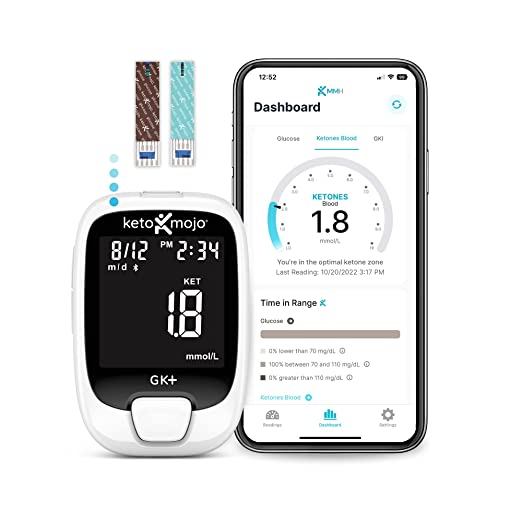 keto mojo
8/12 PM 2:34
m/d
KET
1.8
mmol/L
GK+
12:52
MMH
Dashboard
Glucose Ketones Blood GKI
KETONES
Blood
1.8
mmol/L
You're in the optimal ketone zone
Last Reading: 10/20/2022 3:17 PM
Time in Range
Glucose
0% lower than 70 mg/dL
100% between 70 and 110 mg/dL
0% greater than 110 mg/dL
Ketones Blood
Readings Dashboard Settings